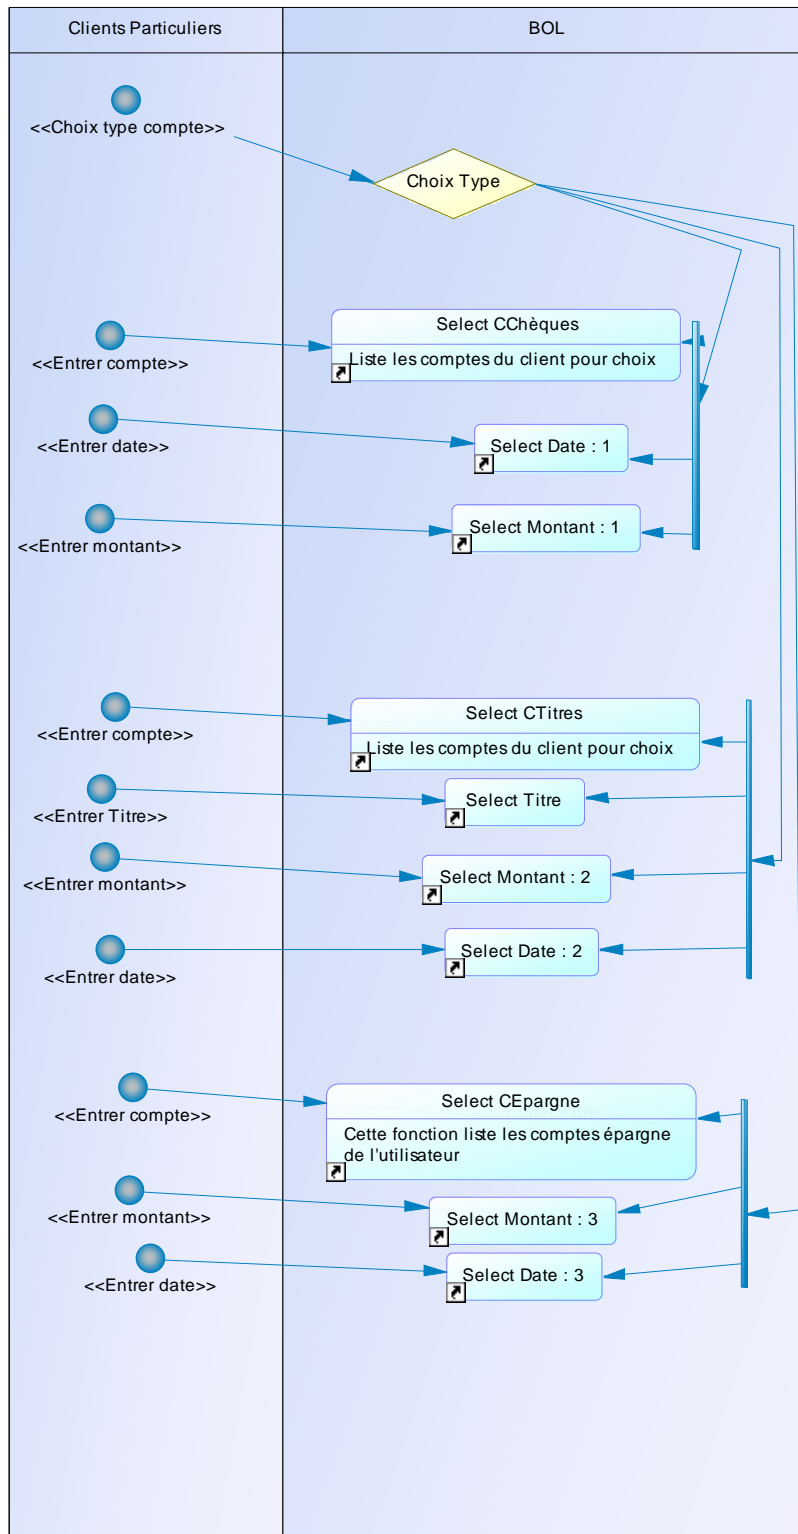 Clients Particuliers
BOL
<<Choix type compte>>
Choix Type
Select CChèques
Liste les comptes du client pour choix
<<Entrer compte>>
<<Entrer date>>
Select Date : 1
<<Entrer montant>>
Select Montant : 1
<<Entrer compte>>
Select CTitres
Liste les comptes du client pour choix
<<Entrer Titre>>
Select Titre
<<Entrer montant>>
Select Montant : 2
<<Entrer date>>
Select Date : 2
<<Entrer compte>>
Select CEpargne
Cette fonction liste les comptes épargne
de l'utilisateur
<<Entrer montant>>
Select Montant : 3
<<Entrer date>>
Select Date : 3